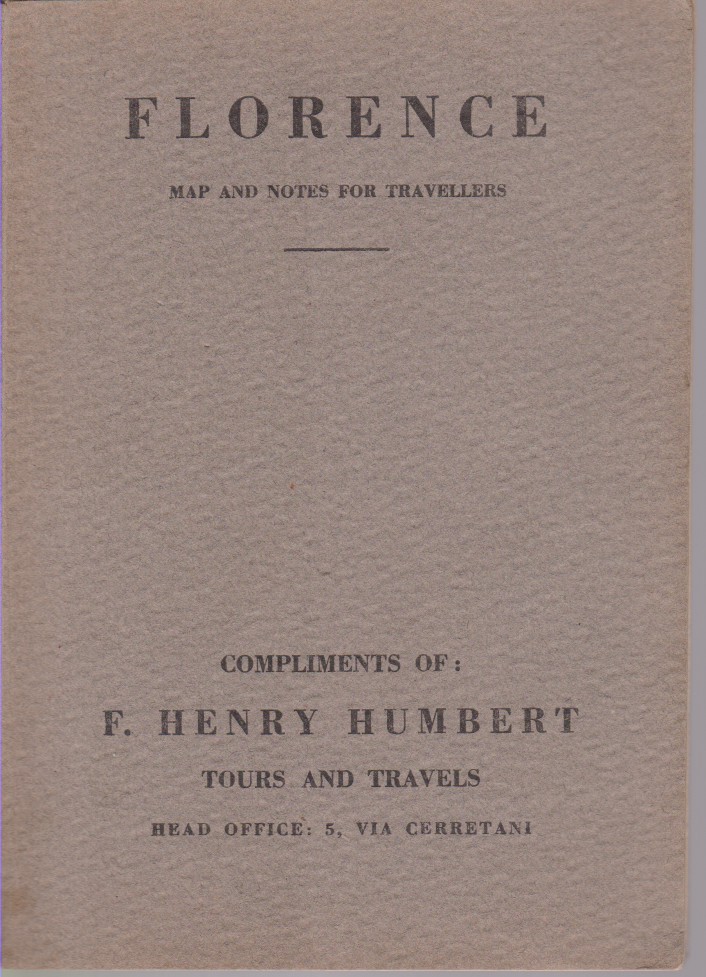 FLORENCE
MAP AND NOTES FOR TRAVELLERS
COMPLIMENTS OF:
F. HENRY HUMBERT
TOURS AND TRAVELS
HEAD OFFICE: 5, VIA CERRETANI